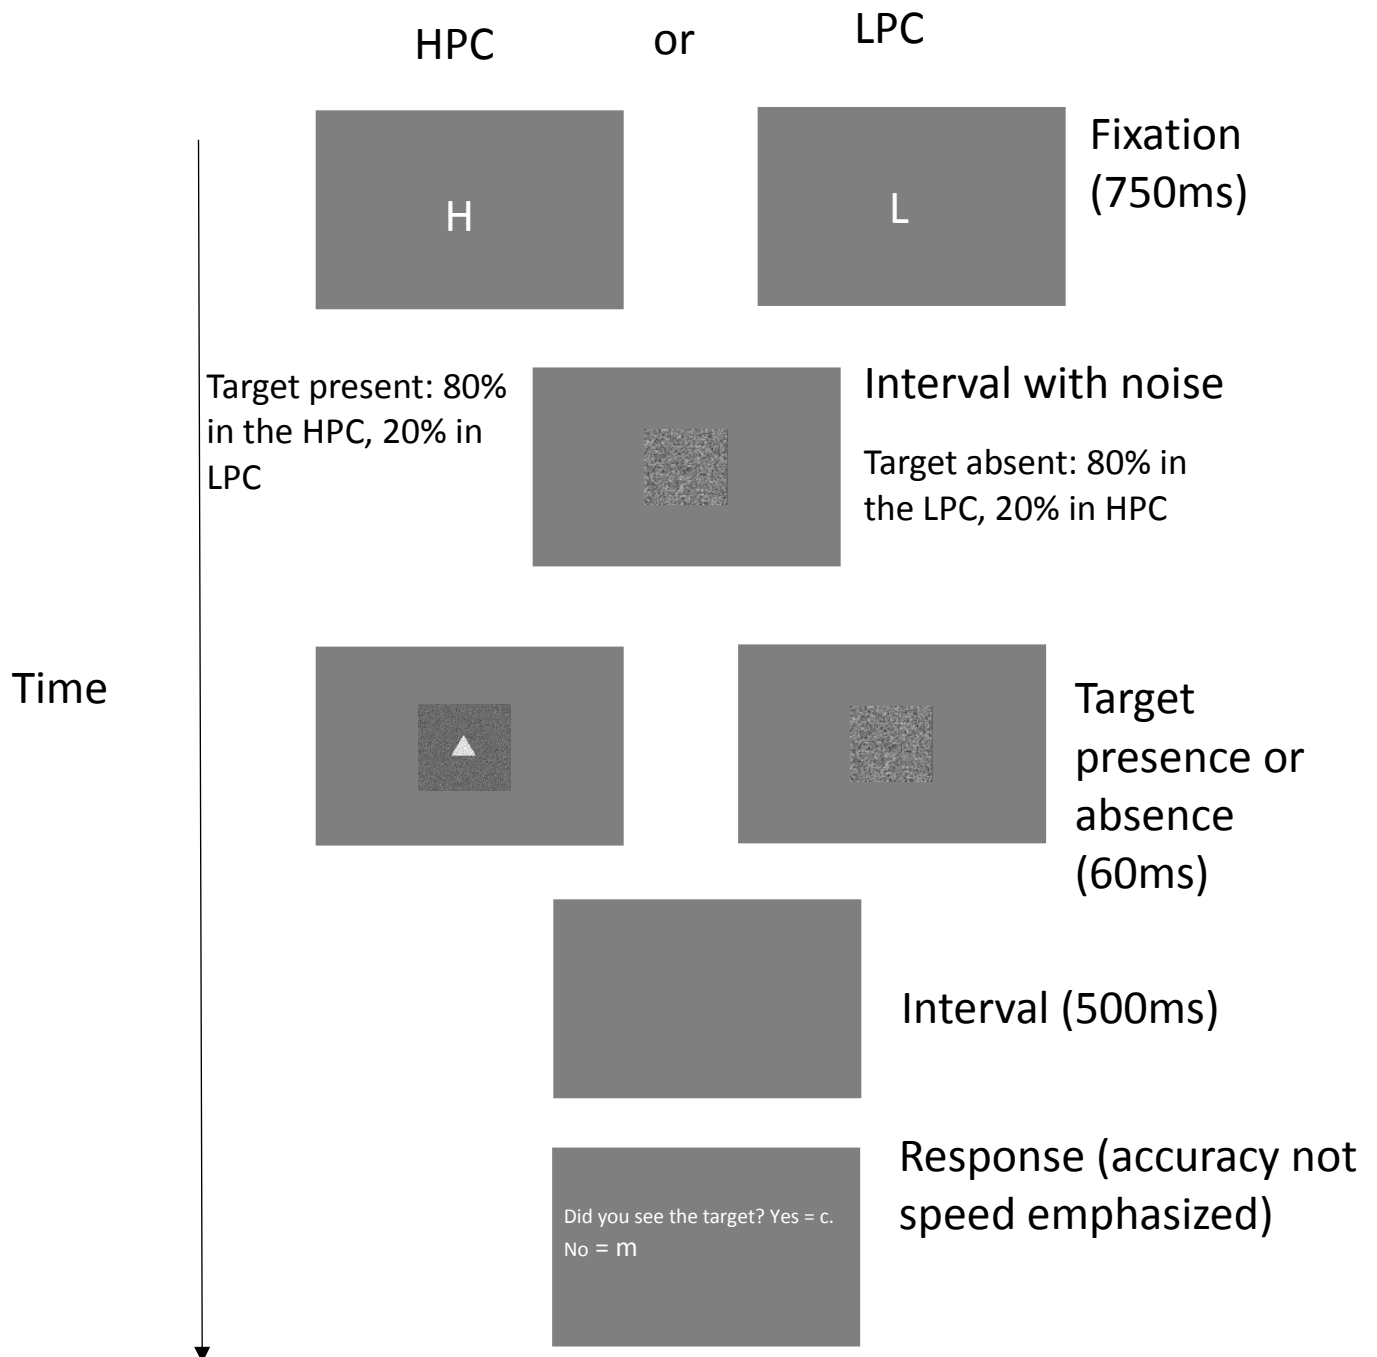 HPC or LPC
Fixation
(750ms)
H
L
Target present: 80%
in the HPC, 20% in
LPC
Interval with noise
Target absent: 80% in
the LPC, 20% in HPC
Time
Target
presence or
absence
(60ms)
Interval (500ms)
Response (accuracy not
speed emphasized)
Did you see the target? Yes = c.
No = m